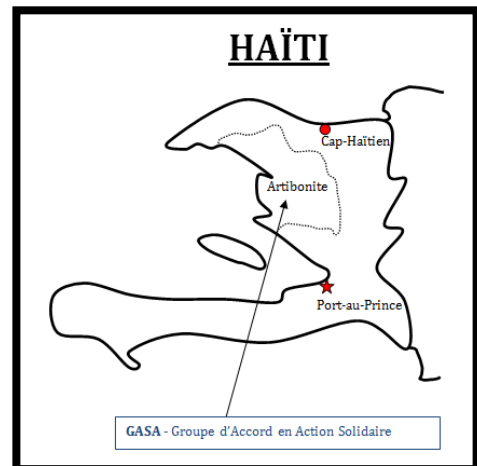 HAÏTI
Cap-Haïtien
Artibonite
Port-au-Prince
GASA - Groupe d'Accord en Action Solidaire